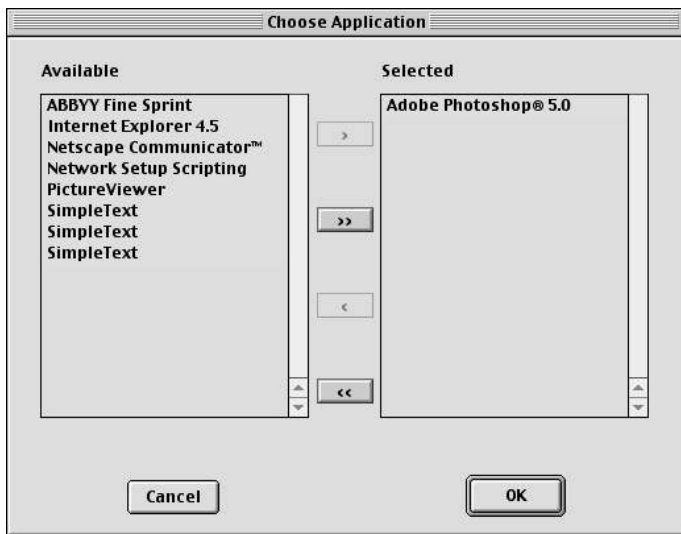 Choose Application
Available
Selected
ABBYY Fine Sprint
Internet Explorer 4.5
Netscape Communicator™
Network Setup Scripting
PictureViewer
SimpleText
SimpleText
SimpleText
Adobe Photoshop® 5.0
>
>>
<
<<
Cancel
OK